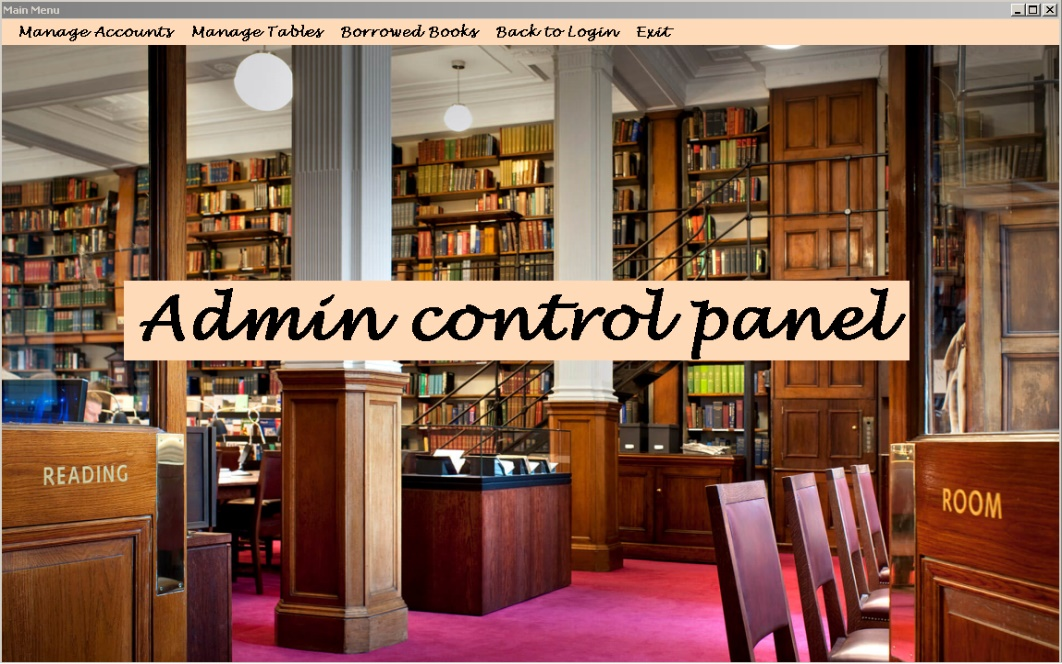 Main Menu
Manage Accounts Manage Tables Borrowed Books Back to Login Exit
Admin control panel
READING
ROOM